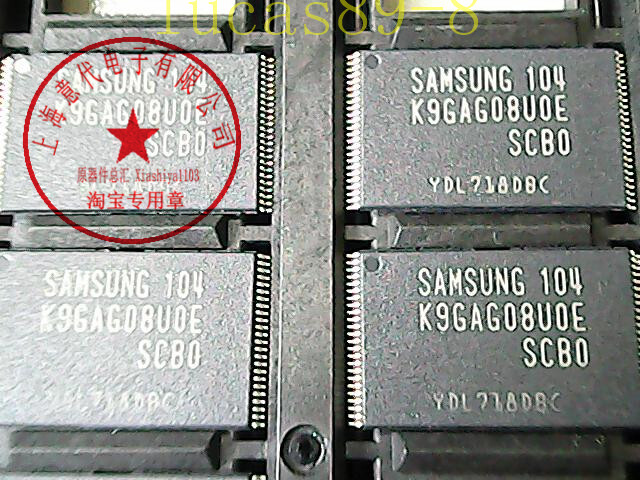 lucas89-8
SAMSUNG 104
K9GAG08U0E
SCB0
上海意代电子有限公司
原器件总汇 Xiashiya1108
淘宝专用章
SAMSUNG 104
K9GAG08U0E
SCB0
YDL718DBC
SAMSUNG 104
K9GAG08U0E
SCB0
YDL718DBC
SAMSUNG 104
K9GAG08U0E
SCB0
YDL718DBC